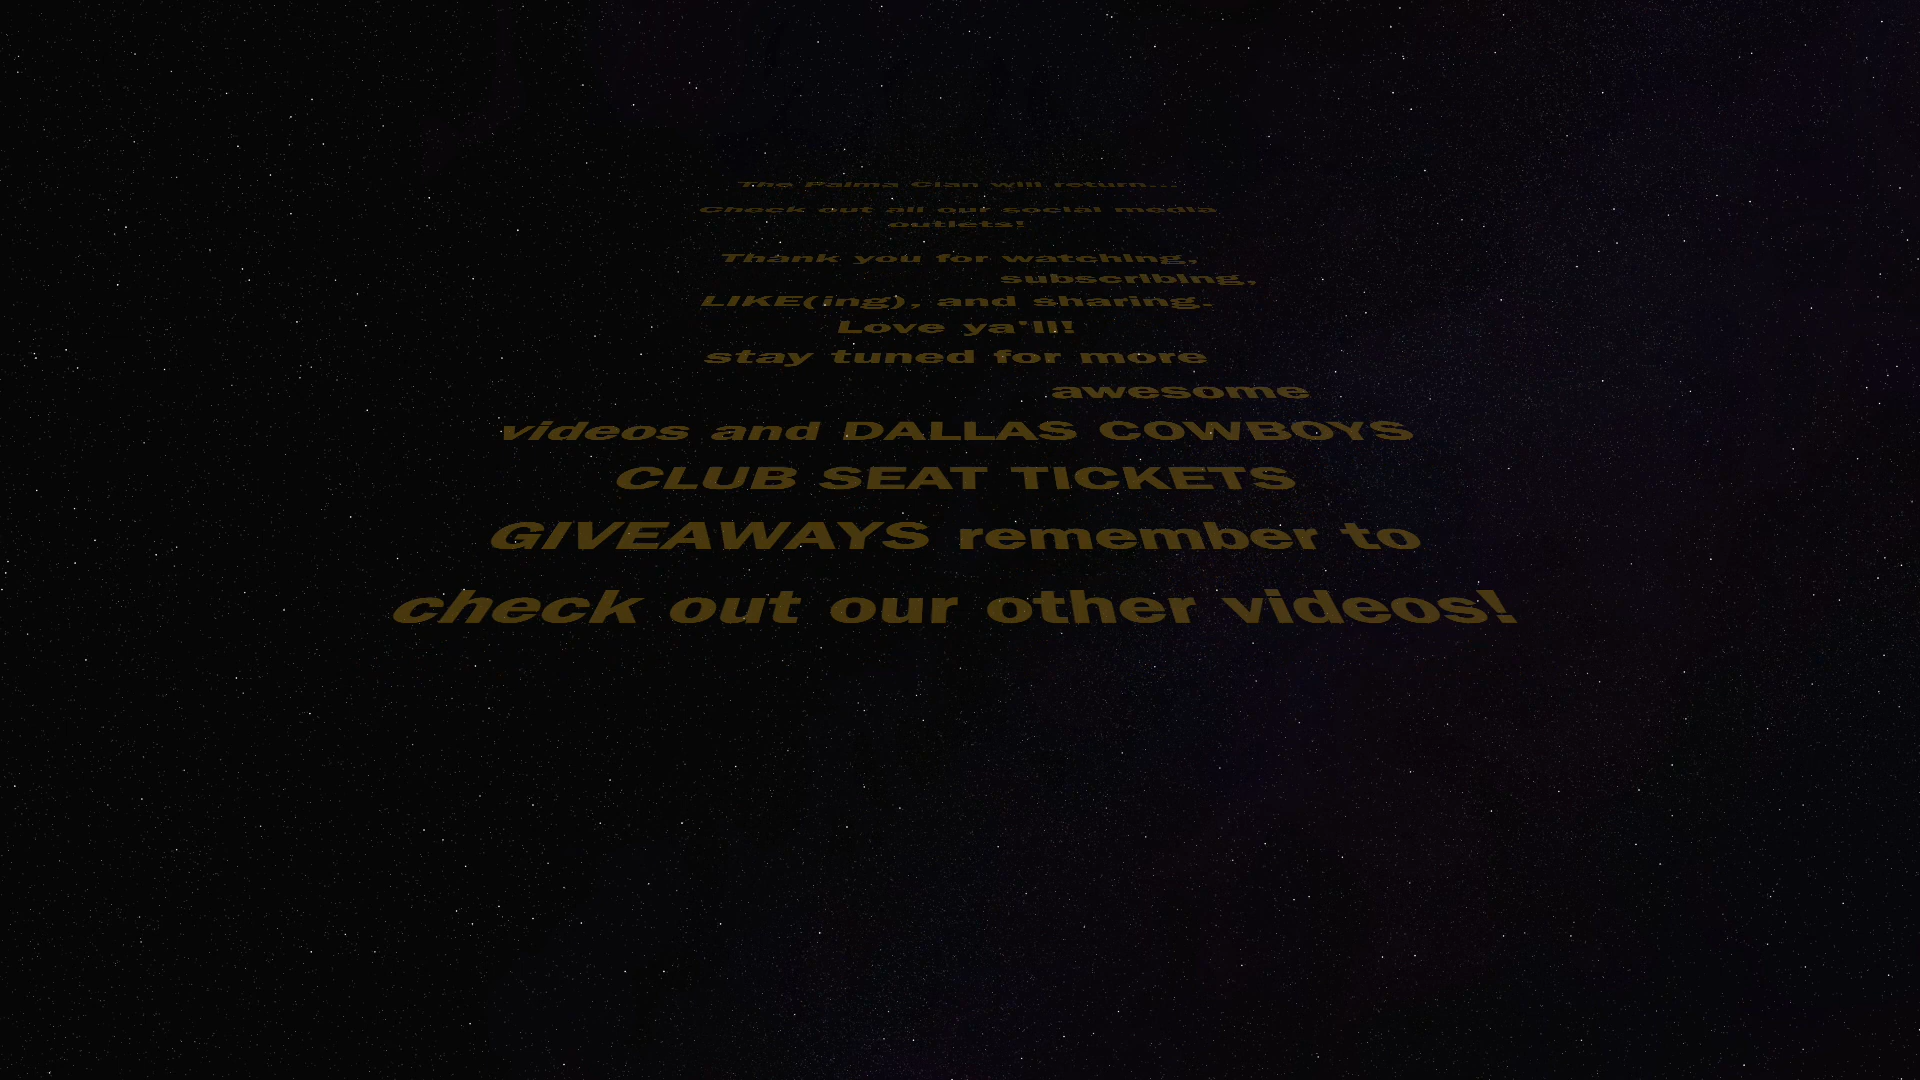 The Palma Clan will return...
Check out all our social media
outlets!
Thank you for watching,
subscribing,
LIKE(ing), and sharing.
Love ya'll!
stay tuned for more
awesome
videos and DALLAS COWBOYS
CLUB SEAT TICKETS
GIVEAWAYS remember to
check out our other videos!